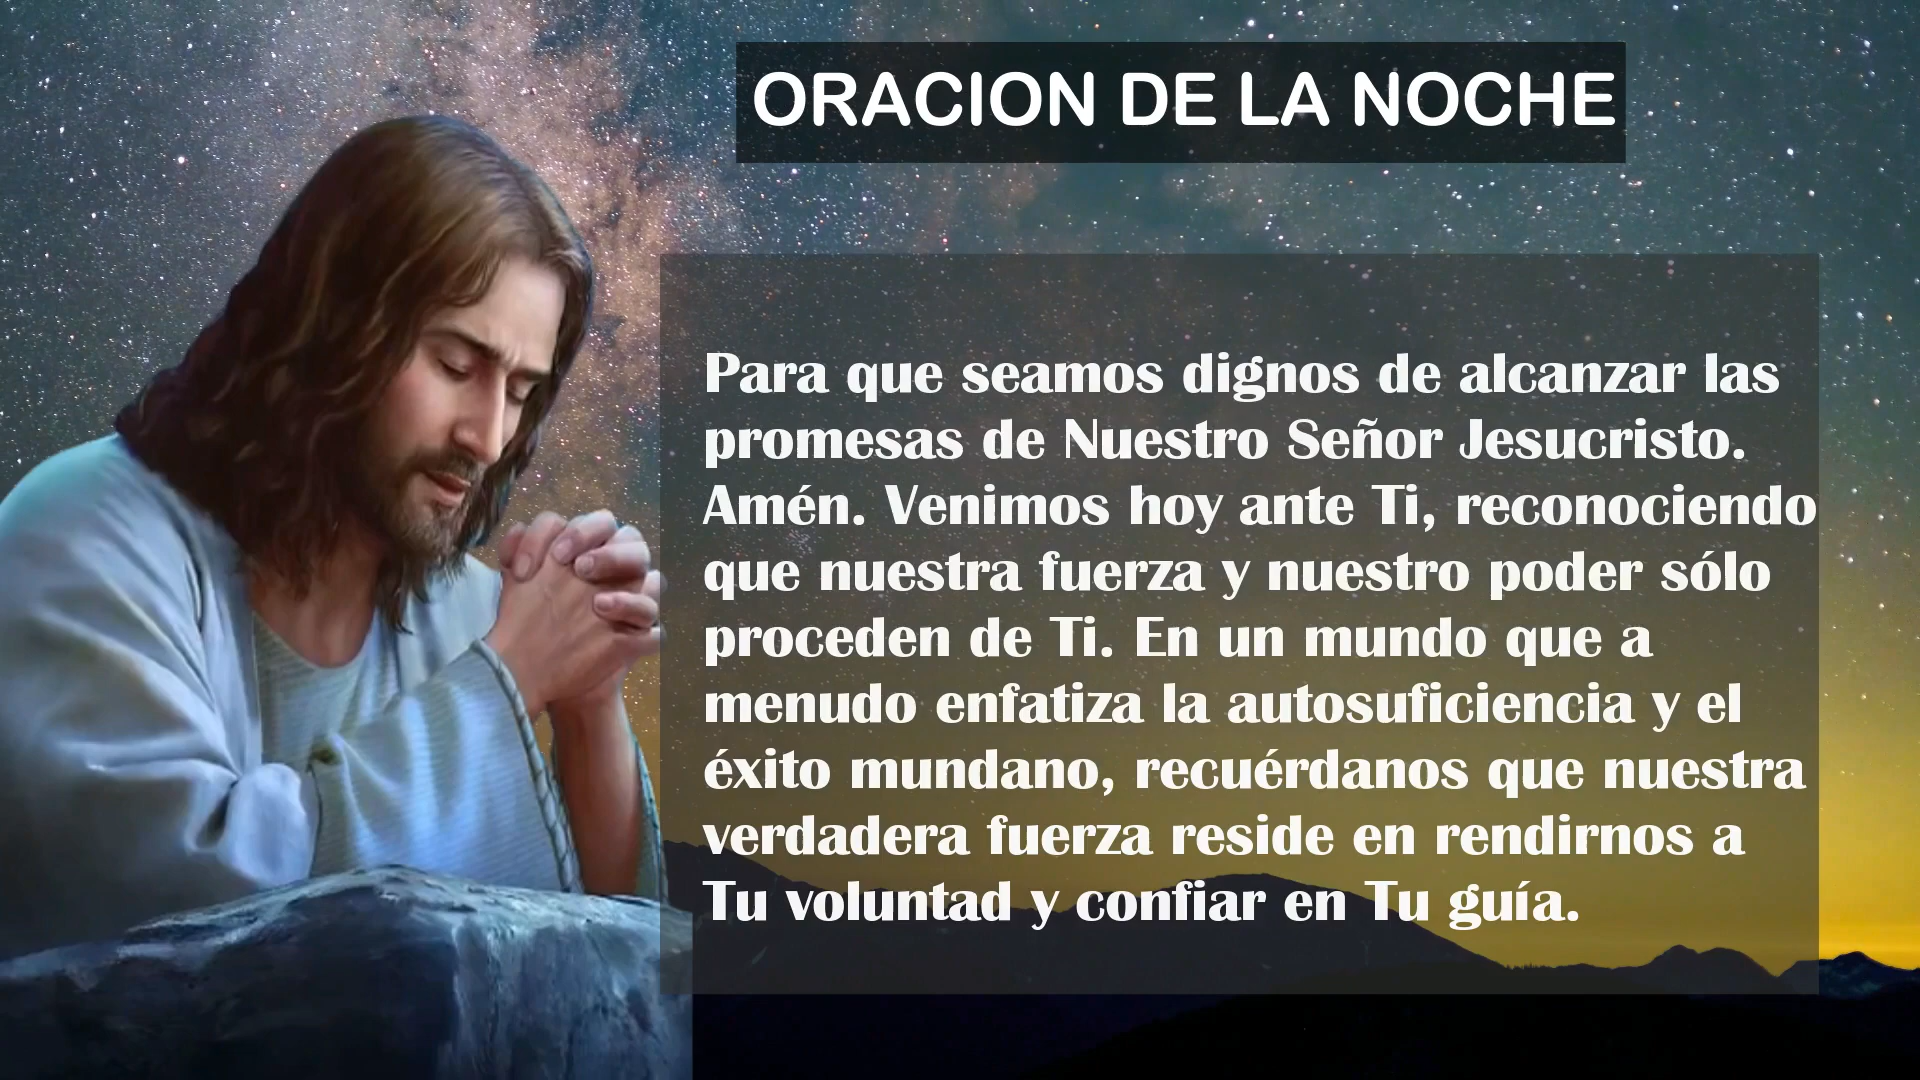 ORACION DE LA NOCHE
Para que seamos dignos de alcanzar las
promesas de Nuestro Señor Jesucristo.
Amén. Venimos hoy ante Ti, reconociendo
que nuestra fuerza y nuestro poder sólo
proceden de Ti. En un mundo que a
menudo enfatiza la autosuficiencia y el
éxito mundano, recuérdanos que nuestra
verdadera fuerza reside en rendirnos a
Tu voluntad y confiar en Tu guía.